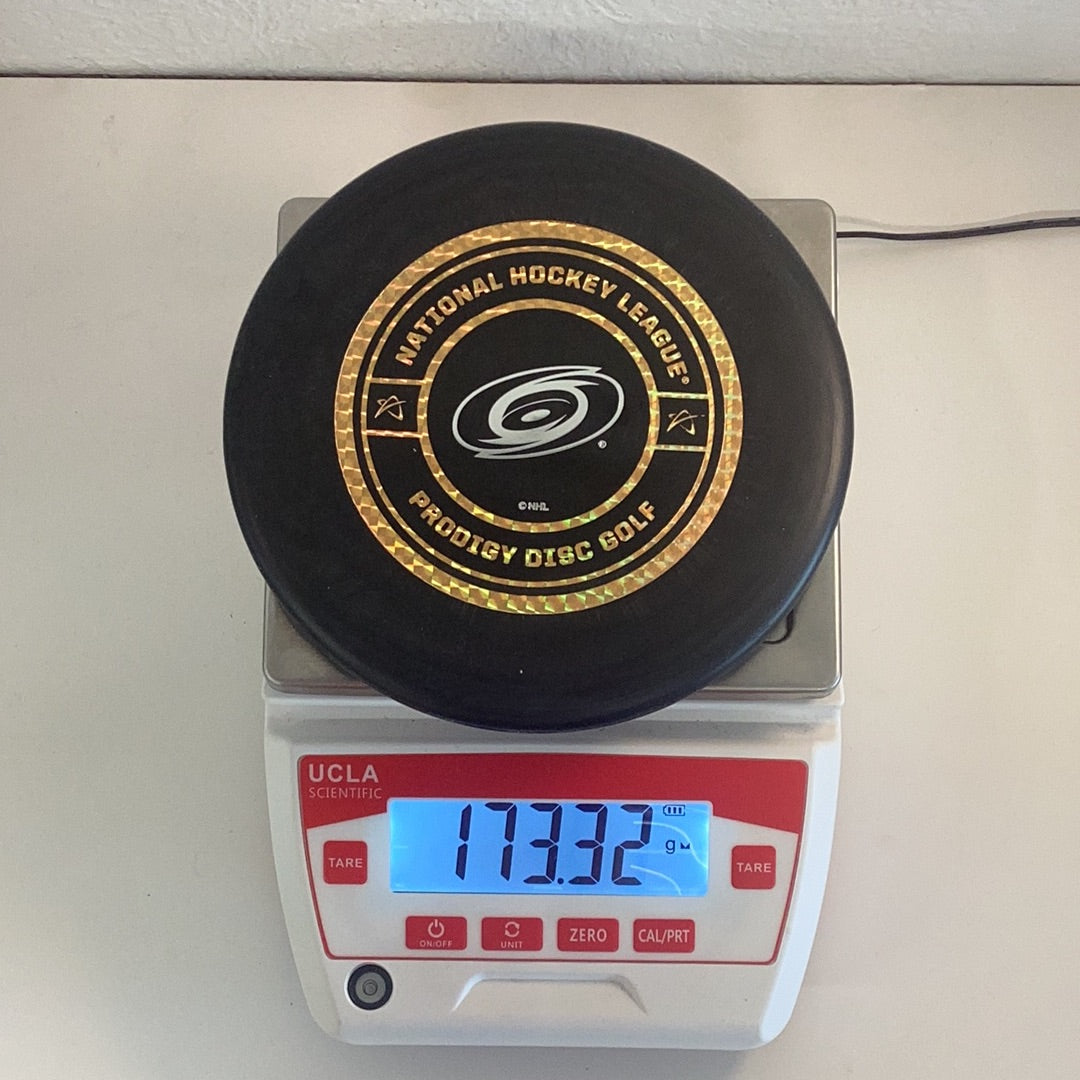 NATIONAL HOCKEY LEAGUE®
®
© NHL
PRODIGY DISC GOLF
UCLA
SCIENTIFIC
173.32
g
TARE
TARE
ON/OFF
UNIT
ZERO
CAL/PRT